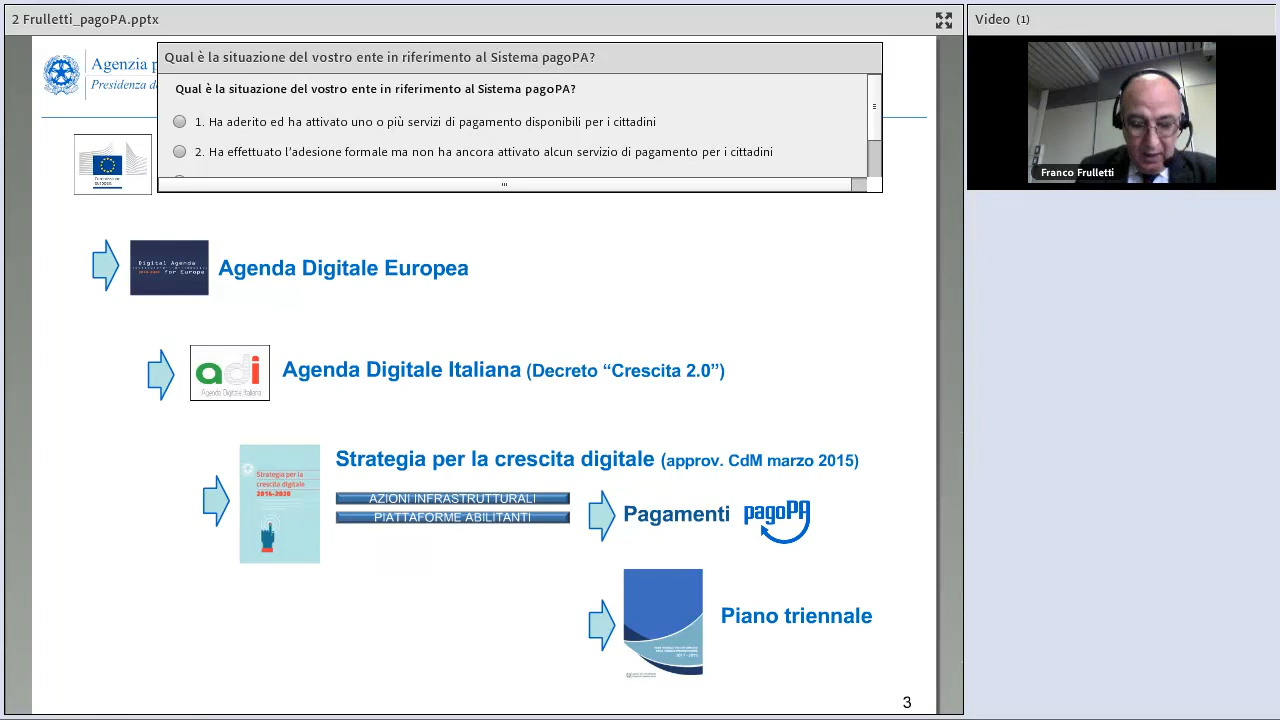 2 Frulletti_pagoPA.pptx
Video (1)
Qual è la situazione del vostro ente in riferimento al Sistema pagoPA?
Agenzia
Presidenza
Qual è la situazione del vostro ente in riferimento al Sistema pagoPA?
1. Ha aderito ed ha attivato uno o più servizi di pagamento disponibili per i cittadini
2. Ha effettuato l’adesione formale ma non ha ancora attivato alcun servizio di pagamento per i cittadini
Franco Frulletti
Digital Agenda
for Europe
Agenda Digitale Europea
adi
Agenda Digitale Italiana
Agenda Digitale Italiana (Decreto “Crescita 2.0”)
Strategia per la
crescita digitale
2014-2020
Strategia per la crescita digitale (approv. CdM marzo 2015)
AZIONI INFRASTRUTTURALI
PIATTAFORME ABILITANTI
Pagamenti pagoPA
Piano triennale
3